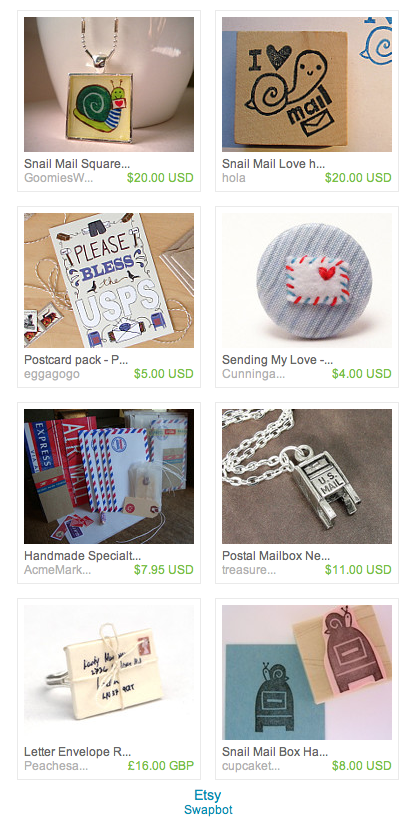 I
mail
Snail Mail Square...
GoomiesW... $20.00 USD
Snail Mail Love h...
hola $20.00 USD
PLEASE
BLESS
the
USPS
Postcard pack - P...
eggagogo $5.00 USD
Sending My Love -...
Cunninga... $4.00 USD
EXPRESS
AIR MAIL
U.S.
MAIL
Handmade Specialt...
AcmeMark... $7.95 USD
Postal Mailbox Ne...
treasure... $11.00 USD
Letter Envelope R...
Peachesa... £16.00 GBP
Snail Mail Box Ha...
cupcaket... $8.00 USD
Etsy
Swapbot